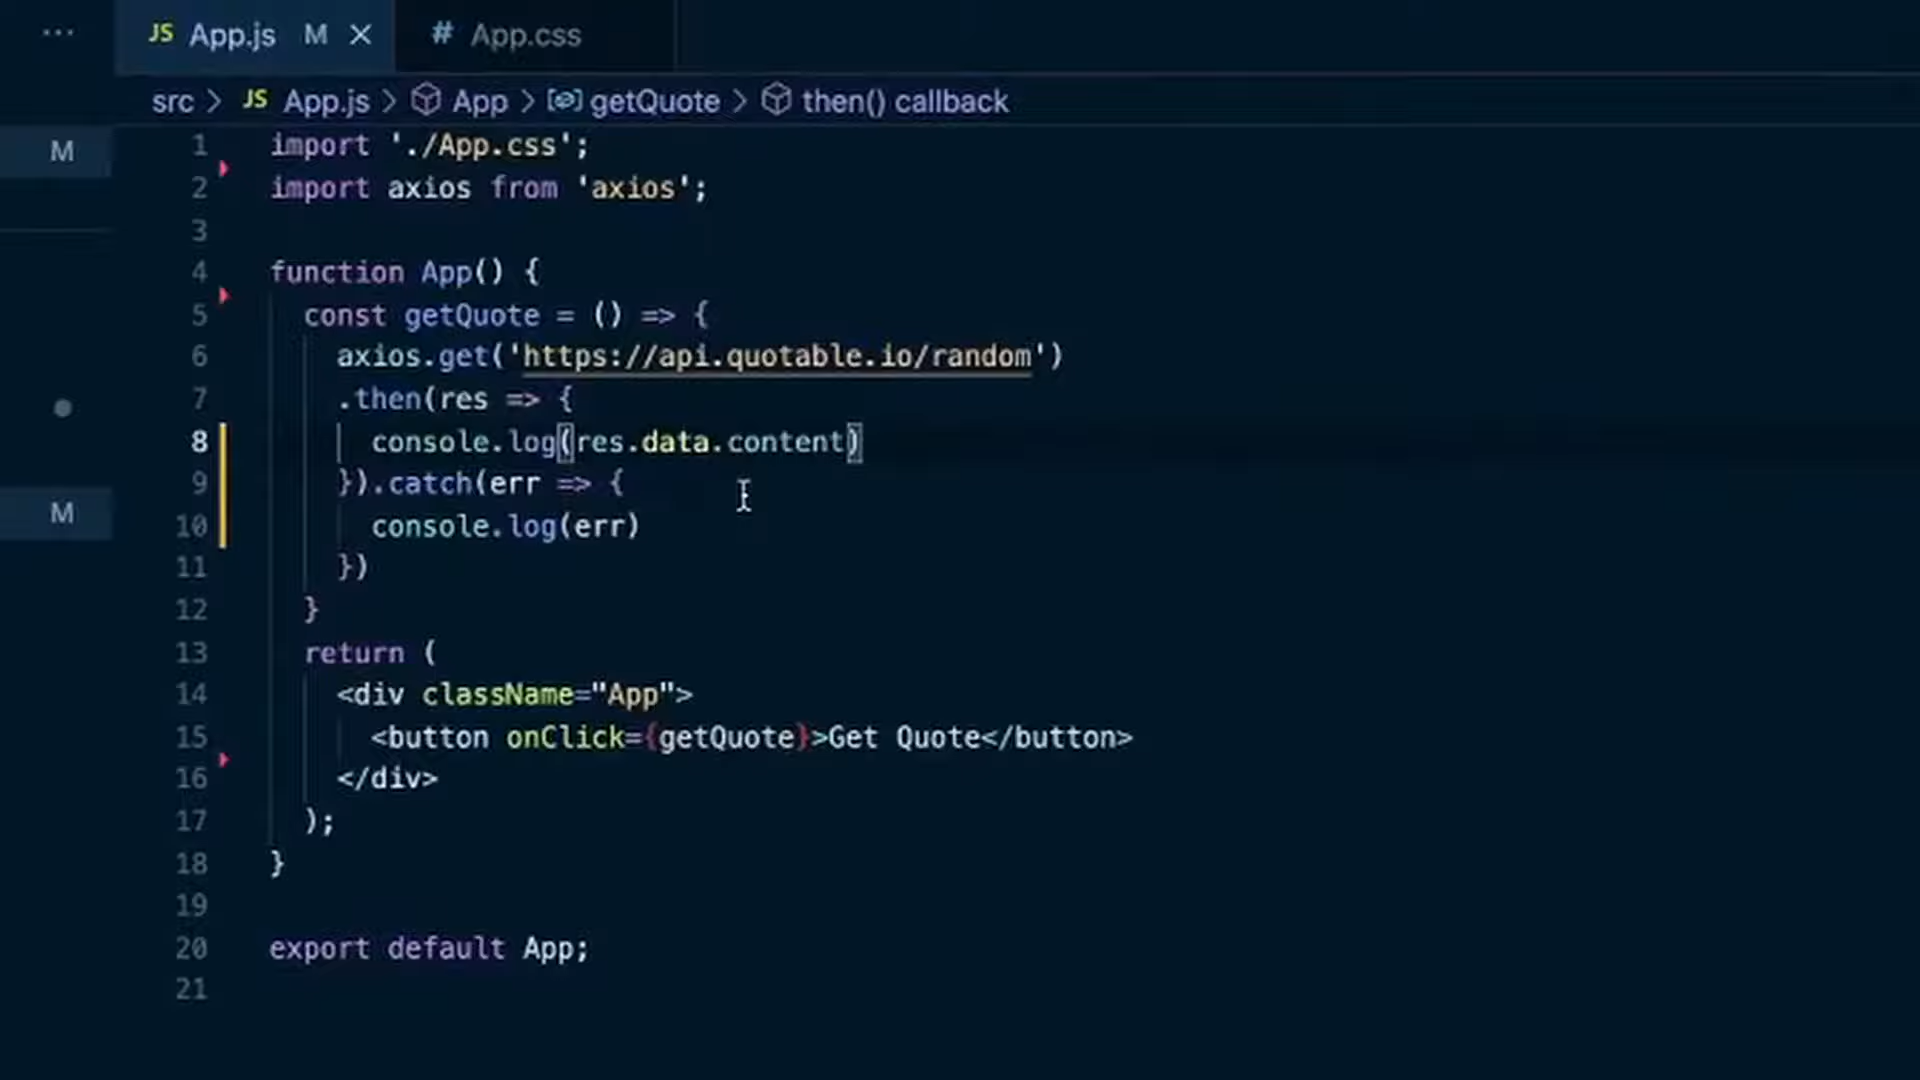 ··· JS App.js M # App.css
src > JS App.js > App > getQuote > then() callback
M
1 import './App.css';
2 import axios from 'axios';
3
4 function App() {
5 const getQuote = () => {
6 axios.get('https://api.quotable.io/random')
7 .then(res => {
8 console.log(res.data.content)
9 }).catch(err => {
M
10 console.log(err)
11 })
12 }
13 return (
14 <div className="App">
15 <button onClick={getQuote}>Get Quote</button>
16 </div>
17 );
18 }
19
20 export default App;
21